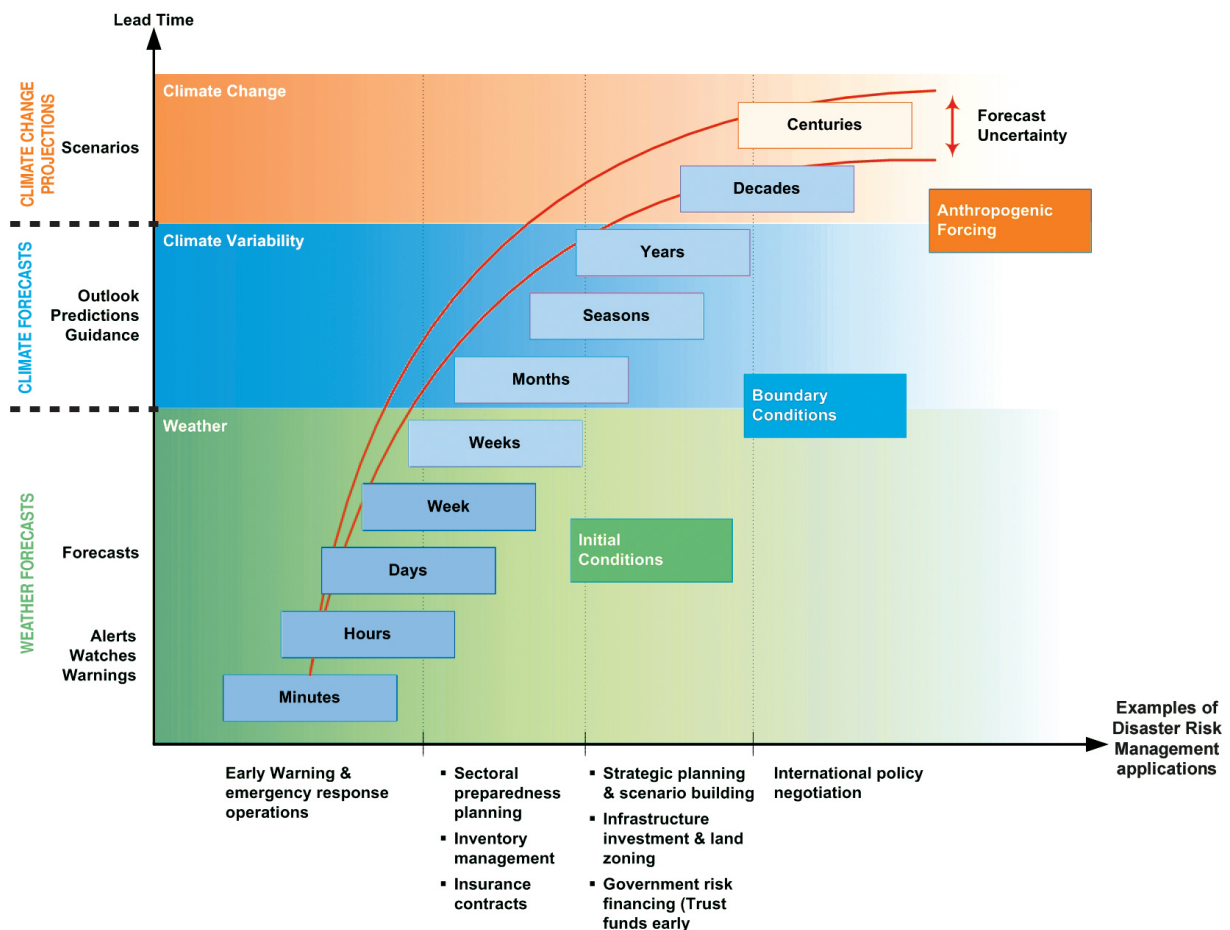 Lead Time
CLIMATE CHANGE
PROJECTIONS
Scenarios
Climate Change
Centuries
Forecast
Uncertainty
Decades
Anthropogenic
Forcing
CLIMATE FORECASTS
Outlook
Predictions
Guidance
Climate Variability
Years
Seasons
Months
Boundary
Conditions
WEATHER FORECASTS
Weather
Weeks
Week
Initial
Conditions
Forecasts
Days
Alerts
Watches
Warnings
Hours
Minutes
Examples of
Disaster Risk
Management
applications
Early Warning &
emergency response
operations
▪ Sectoral
preparedness
planning
▪ Inventory
management
▪ Insurance
contracts
▪ Strategic planning
& scenario building
▪ Infrastructure
investment & land
zoning
▪ Government risk
financing (Trust
funds early
International policy
negotiation